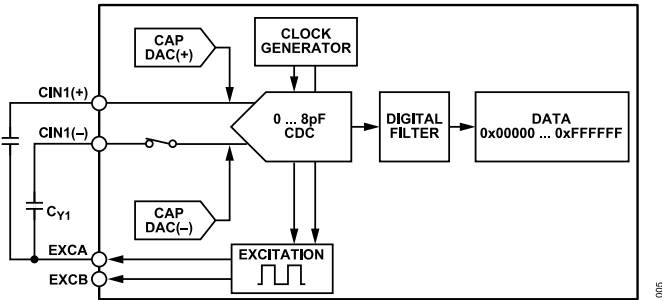 CAP
DAC(+)
CLOCK
GENERATOR
CIN1(+)
CIN1(–)
0 ... 8pF
CDC
DIGITAL
FILTER
DATA
0x00000 ... 0xFFFFFF
CY1
CAP
DAC(–)
EXCA
EXCB
EXCITATION
005